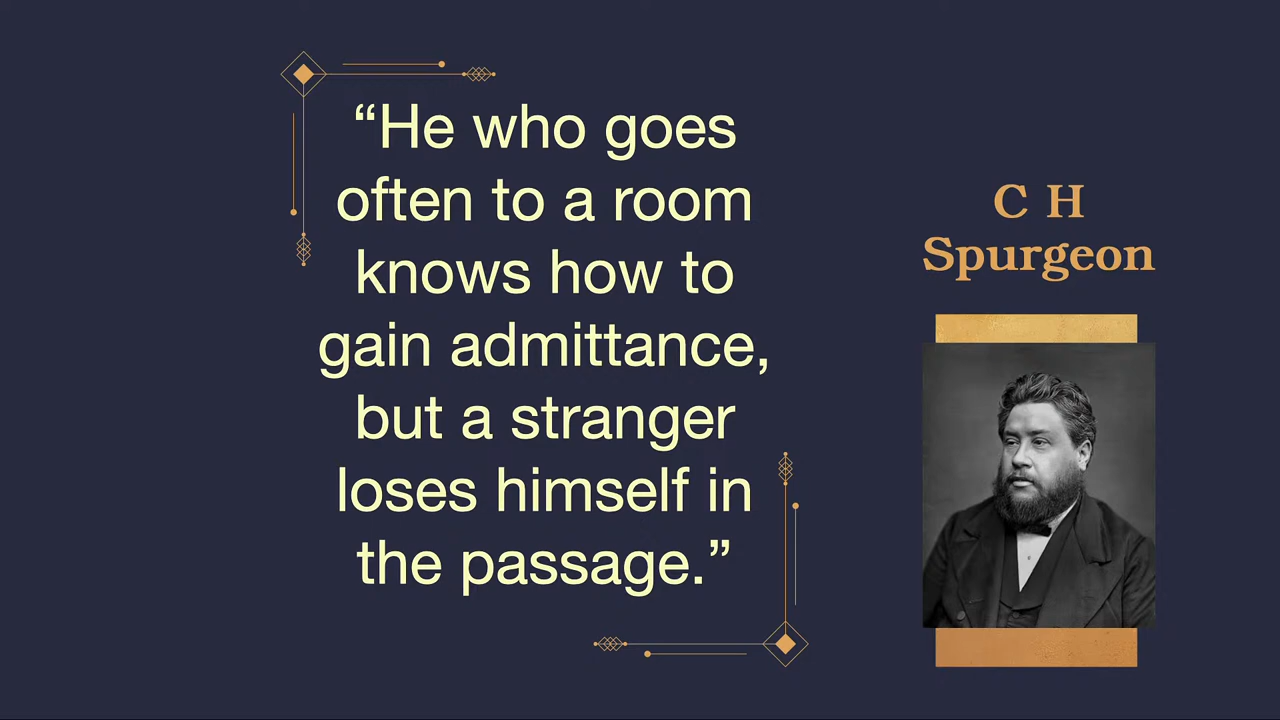 “He who goes
often to a room
knows how to
gain admittance,
but a stranger
loses himself in
the passage.”
C H
Spurgeon